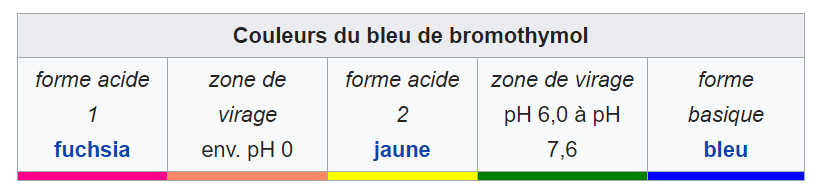 Couleurs du bleu de bromothymol
forme acide
1
fuchsia
zone de
virage
env. pH 0
forme acide
2
jaune
zone de virage
pH 6,0 à pH
7,6
forme
basique
bleu